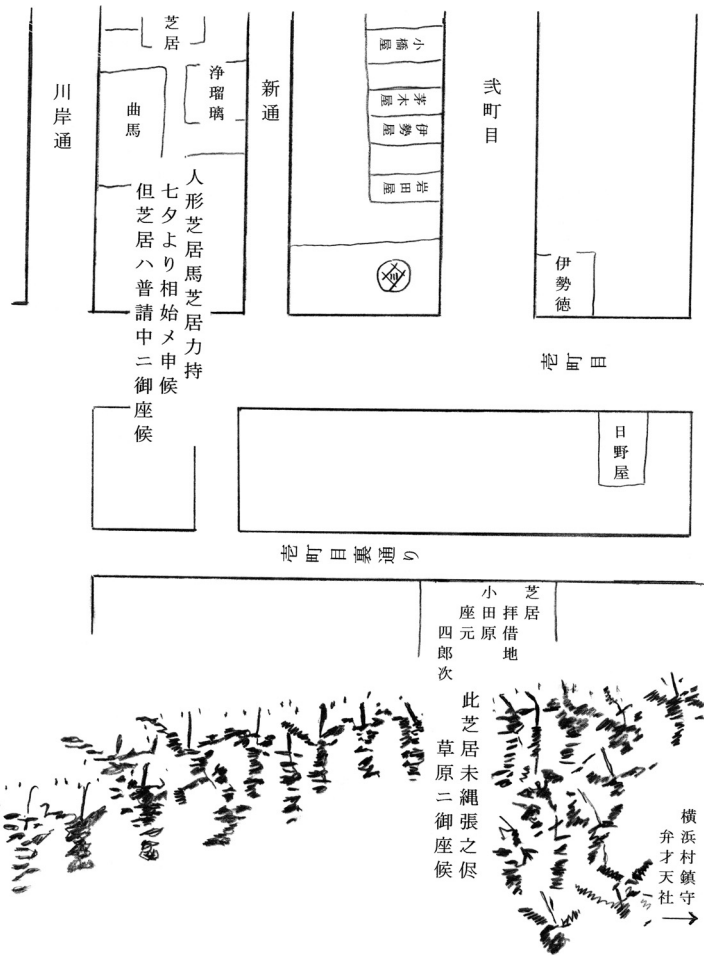 芝居
浄瑠璃
曲馬
川岸通
新通
小橋屋
茅木屋
伊勢屋
岩田屋
弐町目
伊勢徳
人形芝居馬芝居力持
七夕より相始メ申候
但芝居ハ普請中ニ御座候
壱町目
日野屋
壱町目裏通り
芝居
拝借地
小田原
座元
四郎次
此芝居未縄張之侭
草原ニ御座候
横浜村鎮守
弁才天社